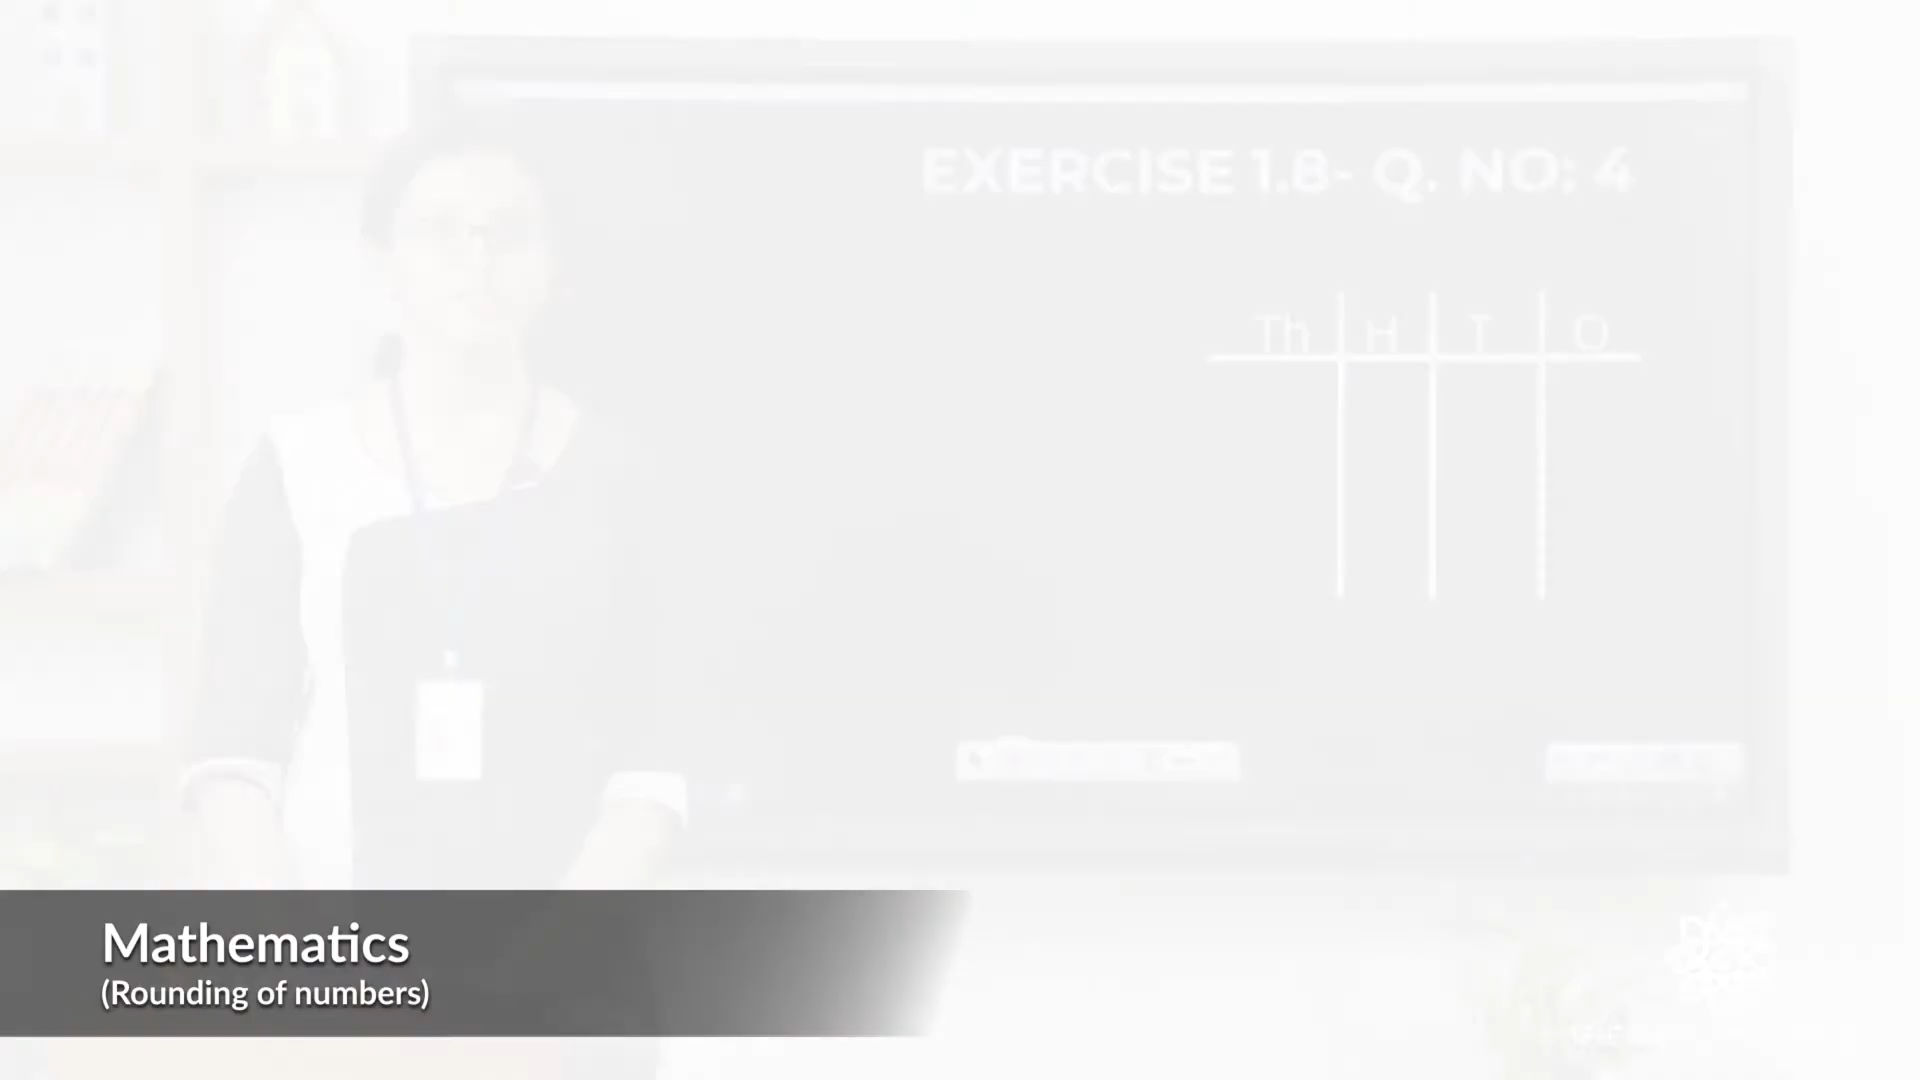 EXERCISE 1.8- Q. NO: 4
Th H T O
Mathematics
(Rounding of numbers)